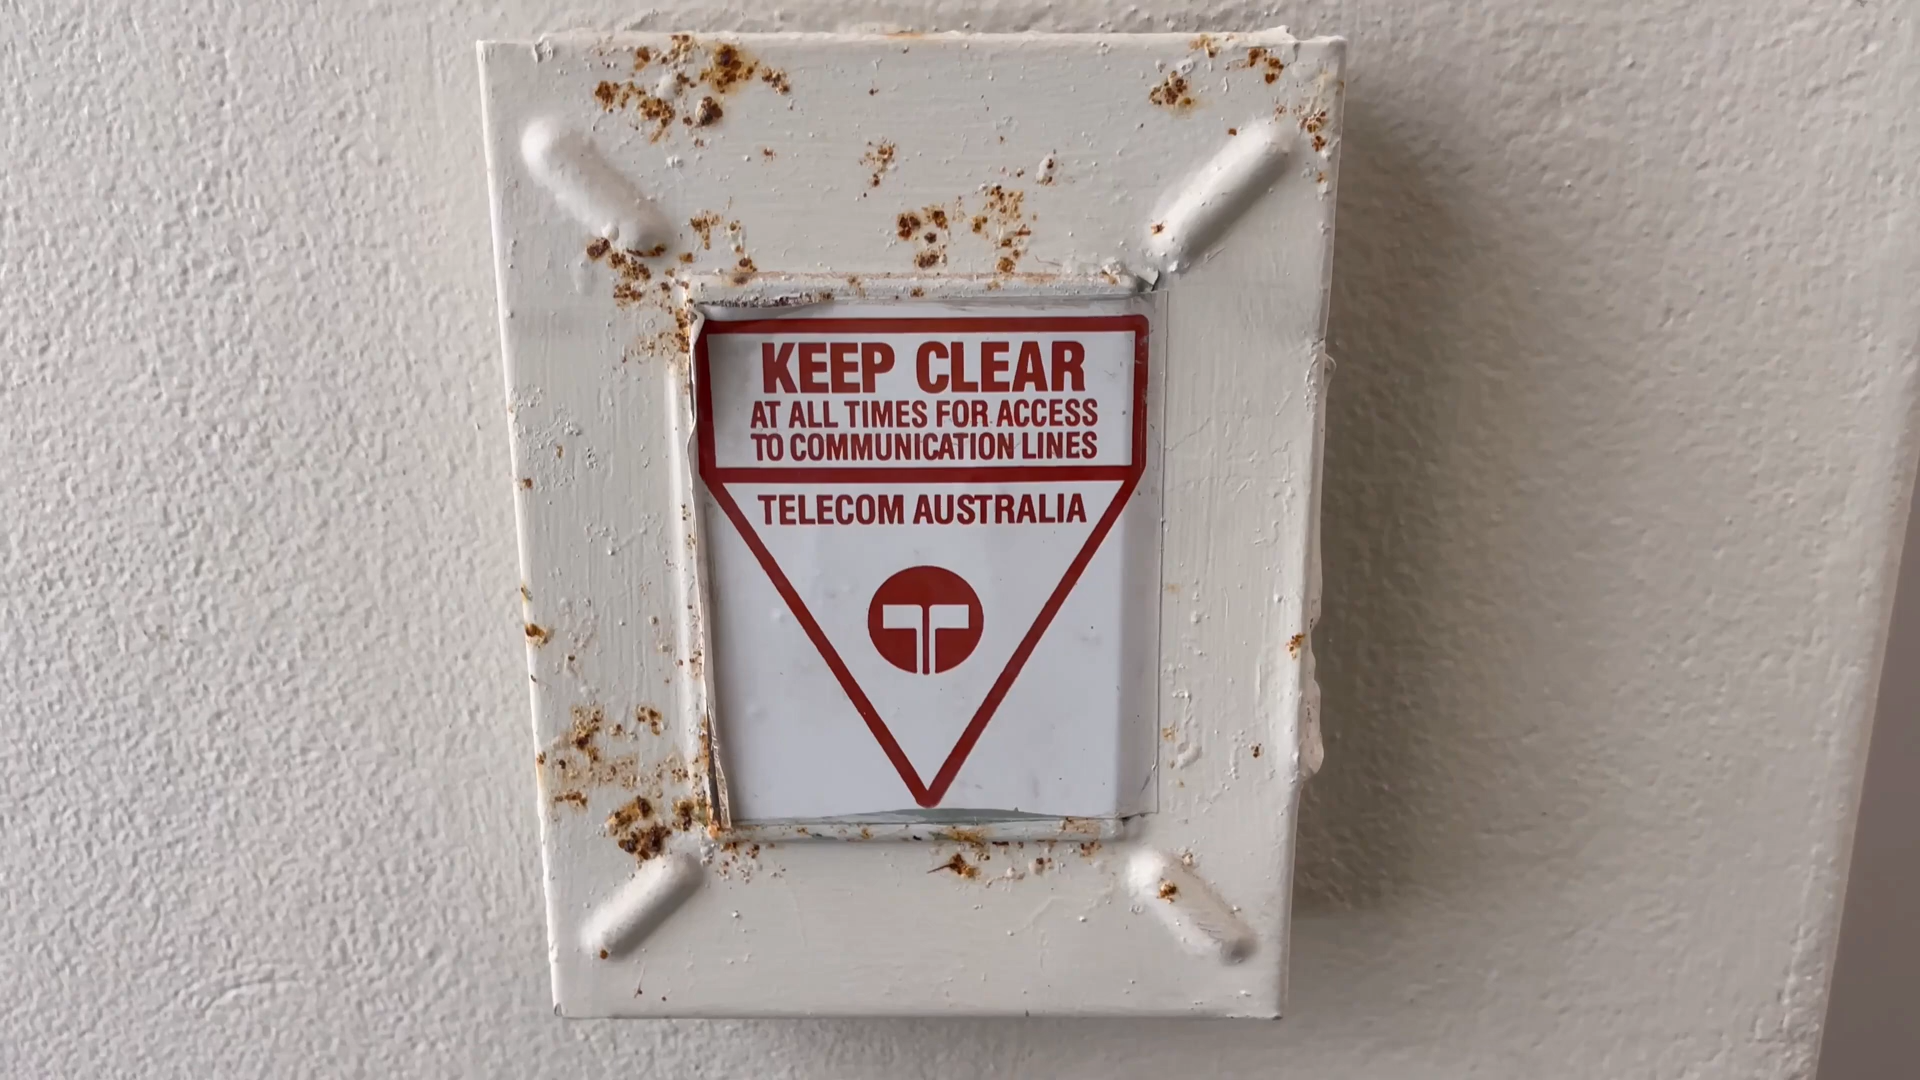 KEEP CLEAR
AT ALL TIMES FOR ACCESS
TO COMMUNICATION LINES
TELECOM AUSTRALIA